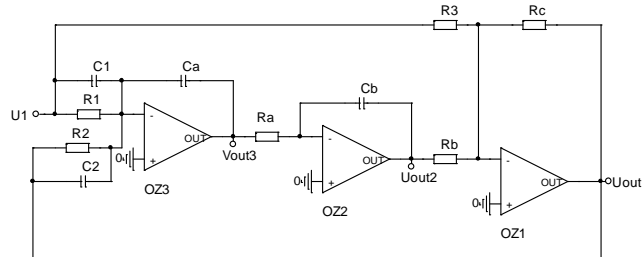 R3 Rc
C1 Ca
Cb
U1 R1
R2
- OUT Vout3 Ra - OUT Uout2 Rb - OUT Uout
C2
0 + 0 + 0 +
OZ3 OZ2 OZ1